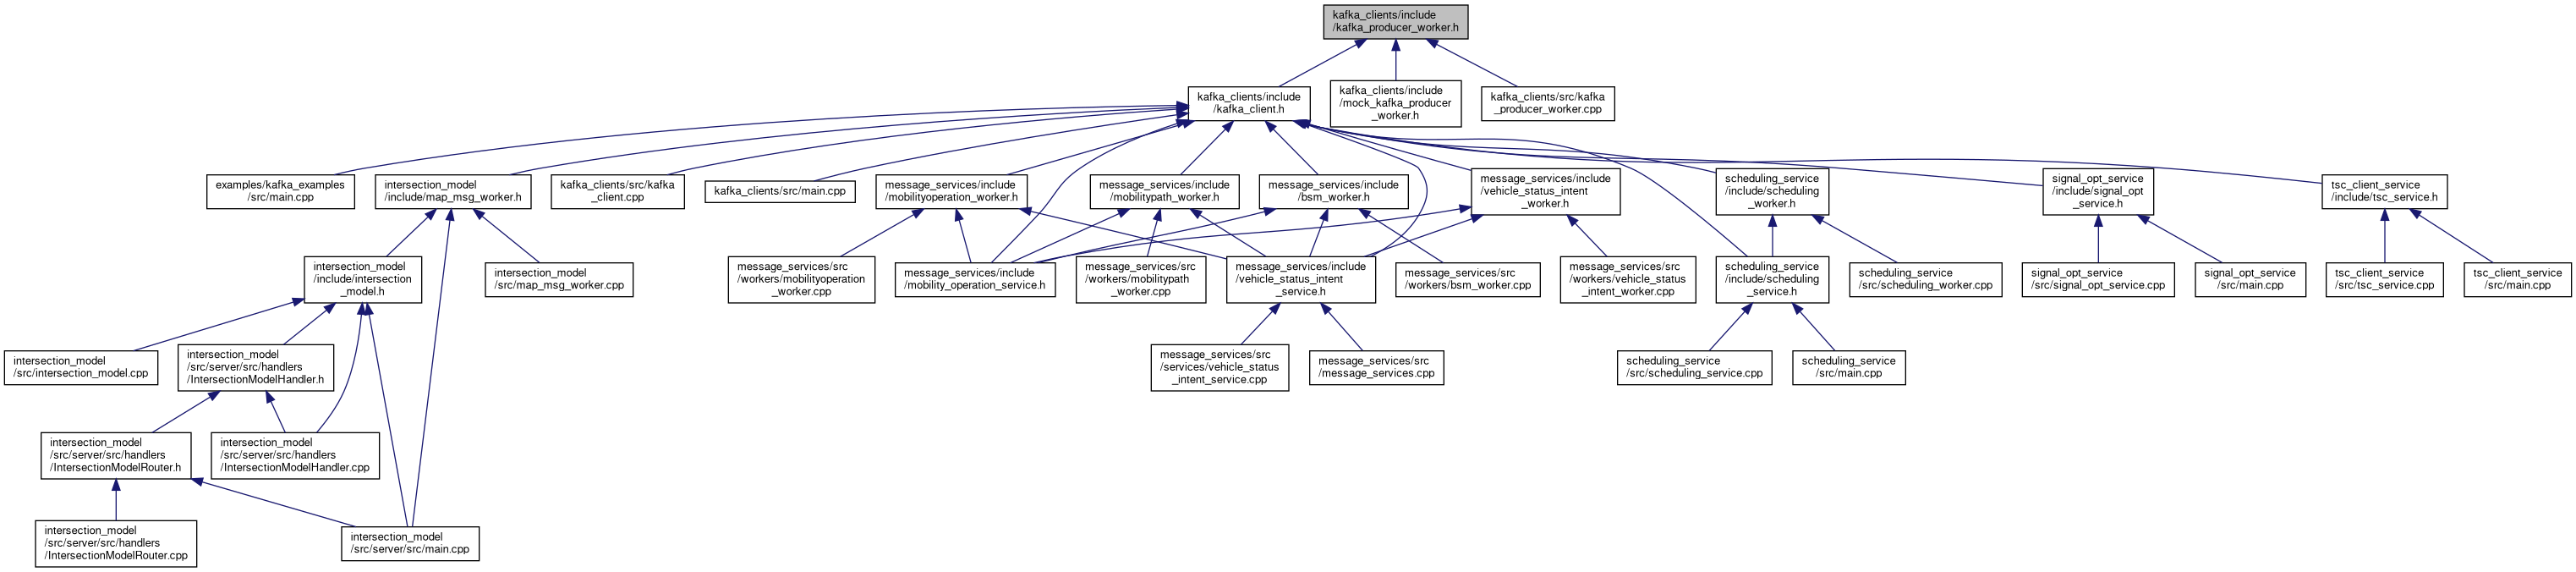 kafka_clients/include
/kafka_producer_worker.h
kafka_clients/include
/kafka_client.h
kafka_clients/include
/mock_kafka_producer
_worker.h
kafka_clients/src/kafka
_producer_worker.cpp
examples/kafka_examples
/src/main.cpp
intersection_model
/include/map_msg_worker.h
kafka_clients/src/kafka
_client.cpp
kafka_clients/src/main.cpp
message_services/include
/mobilityoperation_worker.h
message_services/include
/mobilitypath_worker.h
message_services/include
/bsm_worker.h
message_services/include
/vehicle_status_intent
_worker.h
scheduling_service
/include/scheduling
_worker.h
signal_opt_service
/include/signal_opt
_service.h
tsc_client_service
/include/tsc_service.h
intersection_model
/include/intersection
_model.h
intersection_model
/src/map_msg_worker.cpp
message_services/src
/workers/mobilityoperation
_worker.cpp
message_services/include
/mobility_operation_service.h
message_services/src
/workers/mobilitypath
_worker.cpp
message_services/include
/vehicle_status_intent
_service.h
message_services/src
/workers/bsm_worker.cpp
message_services/src
/workers/vehicle_status
_intent_worker.cpp
scheduling_service
/include/scheduling
_service.h
scheduling_service
/src/scheduling_worker.cpp
signal_opt_service
/src/signal_opt_service.cpp
signal_opt_service
/src/main.cpp
tsc_client_service
/src/tsc_service.cpp
tsc_client_service
/src/main.cpp
intersection_model
/src/intersection_model.cpp
intersection_model
/src/server/src/handlers
/IntersectionModelHandler.h
message_services/src
/services/vehicle_status
_intent_service.cpp
message_services/src
/message_services.cpp
scheduling_service
/src/scheduling_service.cpp
scheduling_service
/src/main.cpp
intersection_model
/src/server/src/handlers
/IntersectionModelRouter.h
intersection_model
/src/server/src/handlers
/IntersectionModelHandler.cpp
intersection_model
/src/server/src/handlers
/IntersectionModelRouter.cpp
intersection_model
/src/server/src/main.cpp